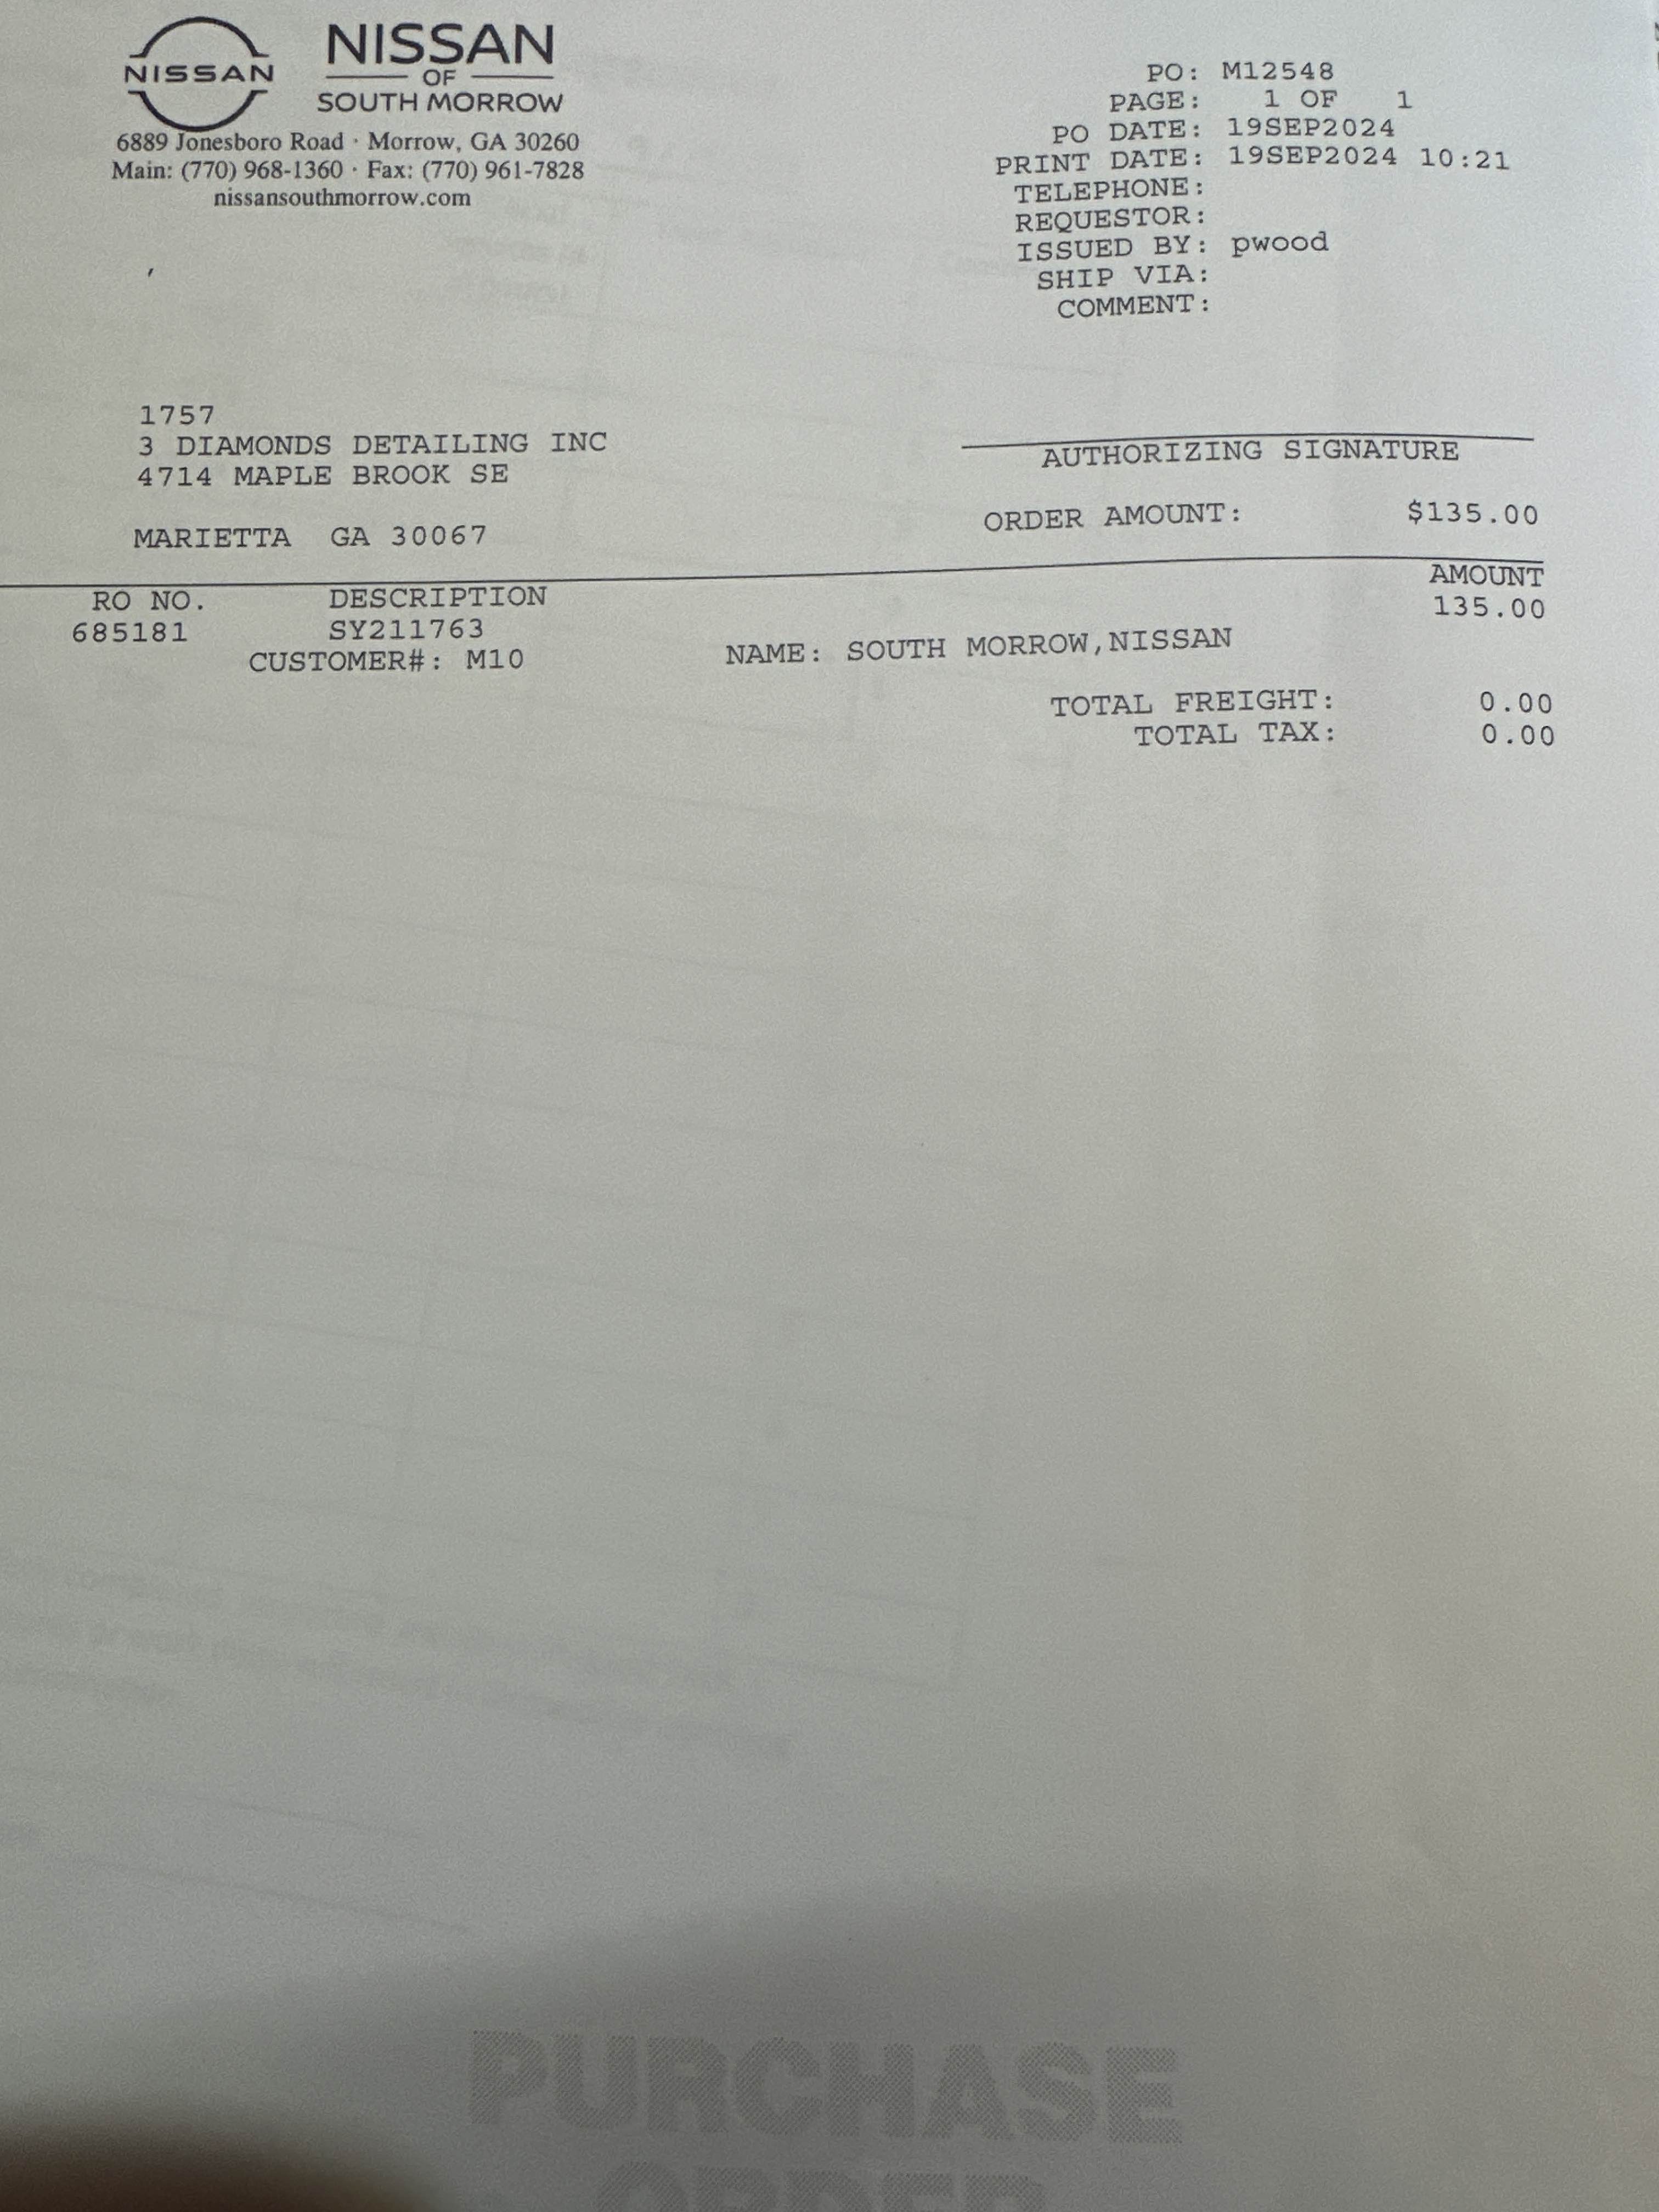 NISSAN
NISSAN
OF
SOUTH MORROW
6889 Jonesboro Road · Morrow, GA 30260
Main: (770) 968-1360 · Fax: (770) 961-7828
nissansouthmorrow.com
PO: M12548
PAGE: 1 OF 1
PO DATE: 19SEP2024
PRINT DATE: 19SEP2024 10:21
TELEPHONE:
REQUESTOR:
ISSUED BY: pwood
SHIP VIA:
COMMENT:
1757
3 DIAMONDS DETAILING INC
4714 MAPLE BROOK SE
MARIETTA GA 30067
AUTHORIZING SIGNATURE
ORDER AMOUNT: $135.00
RO NO. DESCRIPTION AMOUNT
685181 SY211763 135.00
CUSTOMER#: M10 NAME: SOUTH MORROW,NISSAN
TOTAL FREIGHT: 0.00
TOTAL TAX: 0.00
PURCHASE
ORDER